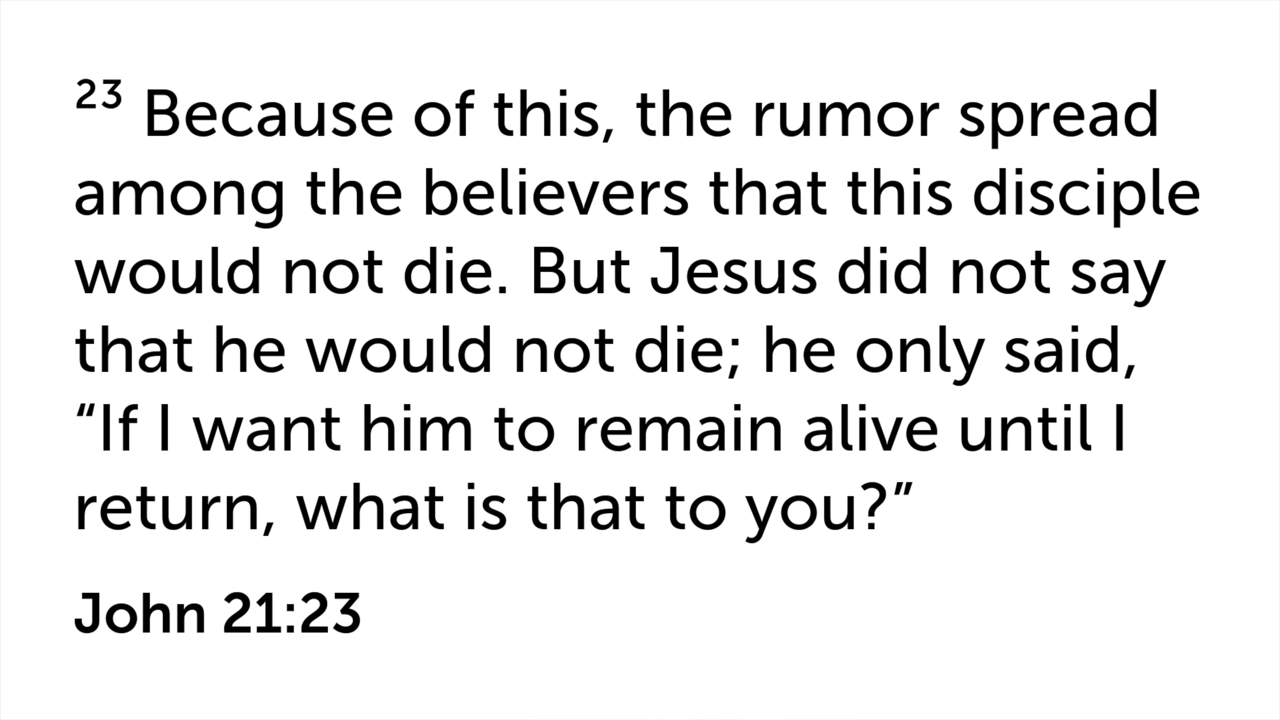 23 Because of this, the rumor spread
among the believers that this disciple
would not die. But Jesus did not say
that he would not die; he only said,
“If I want him to remain alive until I
return, what is that to you?”
John 21:23